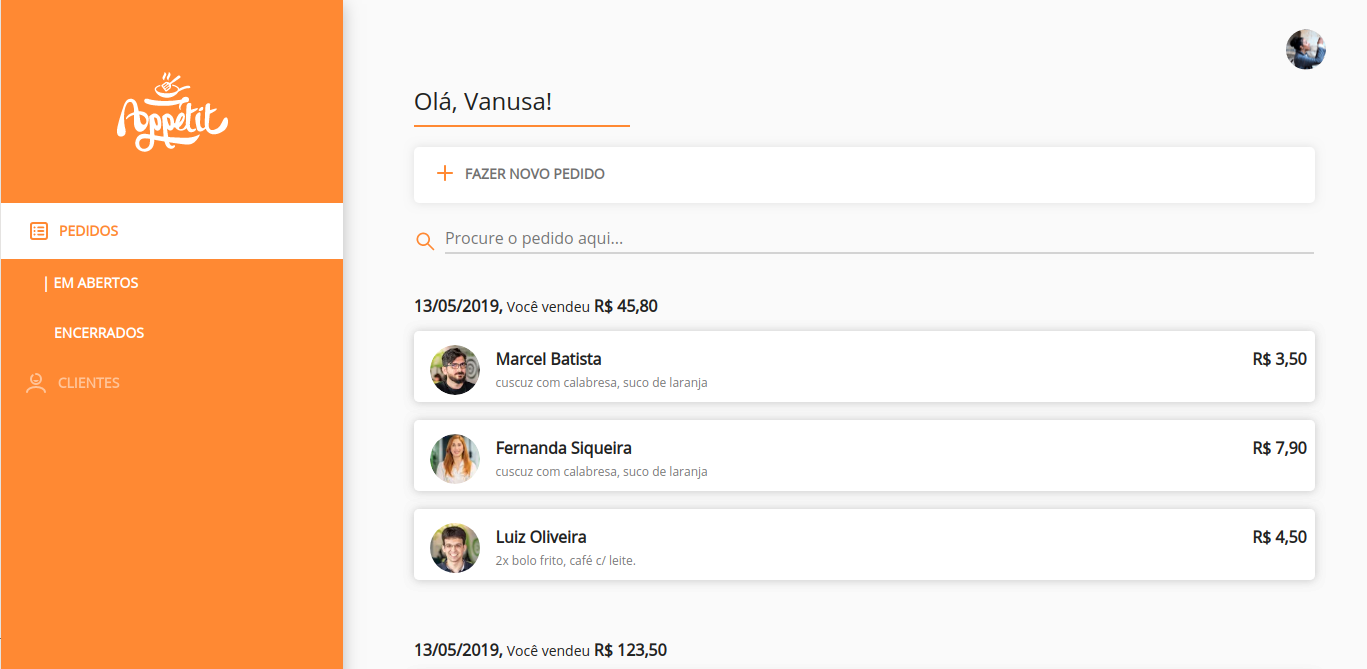 Appetit
PEDIDOS
| EM ABERTOS
ENCERRADOS
CLIENTES
Olá, Vanusa!
FAZER NOVO PEDIDO
Procure o pedido aqui...
13/05/2019, Você vendeu R$ 45,80
Marcel Batista R$ 3,50
cuscuz com calabresa, suco de laranja
Fernanda Siqueira R$ 7,90
cuscuz com calabresa, suco de laranja
Luiz Oliveira R$ 4,50
2x bolo frito, café c/ leite.
13/05/2019, Você vendeu R$ 123,50